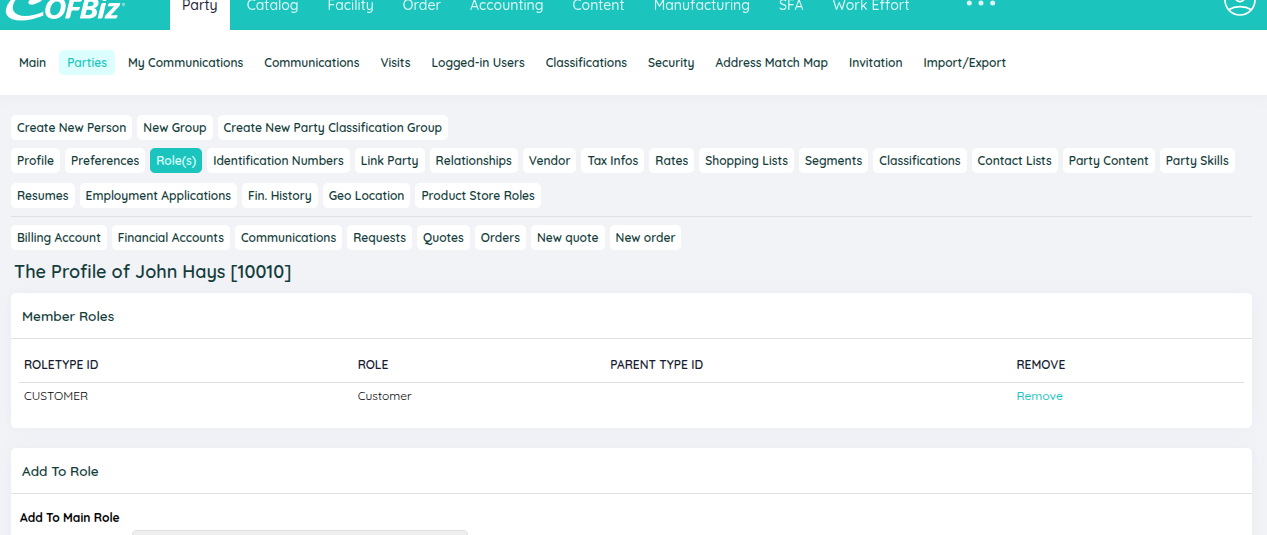 OFBiz
Party Catalog Facility Order Accounting Content Manufacturing SFA Work Effort
Main Parties My Communications Communications Visits Logged-in Users Classifications Security Address Match Map Invitation Import/Export
Create New Person New Group Create New Party Classification Group
Profile Preferences Role(s) Identification Numbers Link Party Relationships Vendor Tax Infos Rates Shopping Lists Segments Classifications Contact Lists Party Content Party Skills
Resumes Employment Applications Fin. History Geo Location Product Store Roles
Billing Account Financial Accounts Communications Requests Quotes Orders New quote New order
The Profile of John Hays [10010]
Member Roles
ROLETYPE ID ROLE PARENT TYPE ID REMOVE
CUSTOMER Customer Remove
Add To Role
Add To Main Role